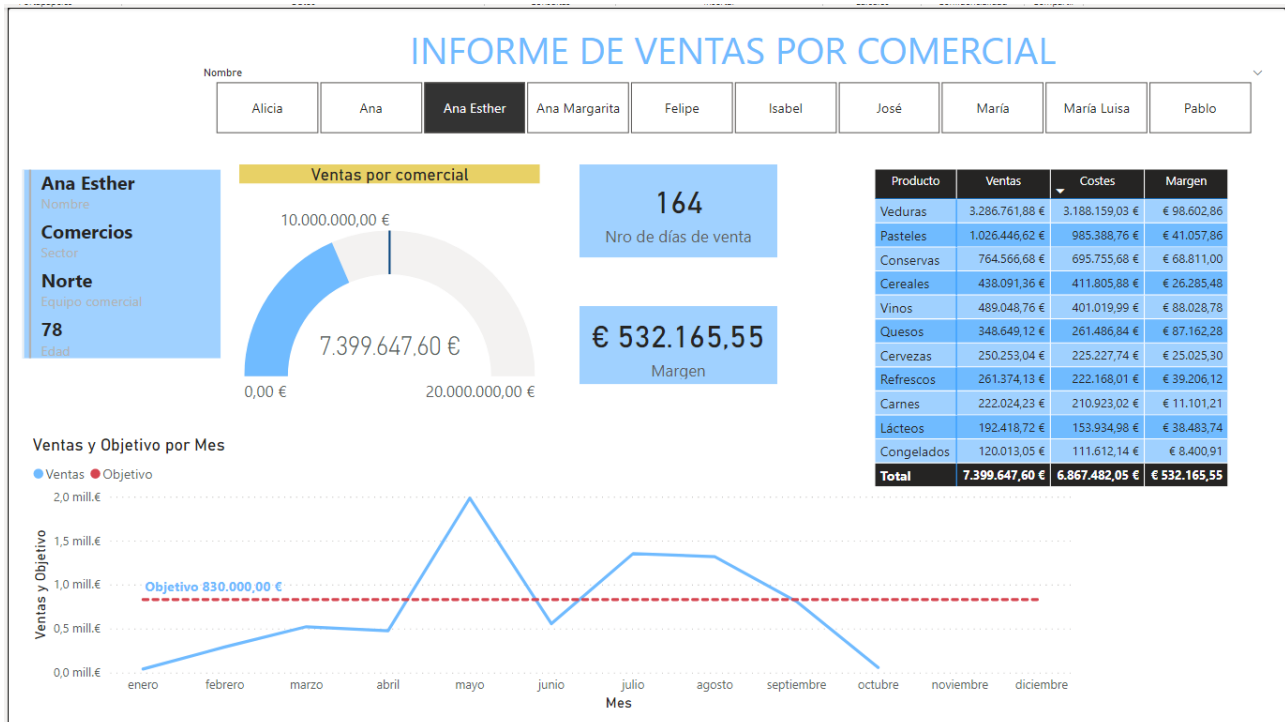 INFORME DE VENTAS POR COMERCIAL
Nombre
Alicia Ana Ana Esther Ana Margarita Felipe Isabel José María María Luisa Pablo
Ana Esther
Nombre
Comercios
Sector
Norte
Equipo comercial
78
Edad
Ventas por comercial
10.000.000,00 €
7.399.647,60 €
0,00 € 20.000.000,00 €
164
Nro de días de venta
€ 532.165,55
Margen
Producto Ventas Costes Margen
Veduras 3.286.761,88 € 3.188.159,03 € € 98.602,86
Pasteles 1.026.446,62 € 985.388,76 € € 41.057,86
Conservas 764.566,68 € 695.755,68 € € 68.811,00
Cereales 438.091,36 € 411.805,88 € € 26.285,48
Vinos 489.048,76 € 401.019,99 € € 88.028,78
Quesos 348.649,12 € 261.486,84 € € 87.162,28
Cervezas 250.253,04 € 225.227,74 € € 25.025,30
Refrescos 261.374,13 € 222.168,01 € € 39.206,12
Carnes 222.024,23 € 210.923,02 € € 11.101,21
Lácteos 192.418,72 € 153.934,98 € € 38.483,74
Congelados 120.013,05 € 111.612,14 € € 8.400,91
Total 7.399.647,60 € 6.867.482,05 € € 532.165,55
Ventas y Objetivo por Mes
Ventas Objetivo
Ventas y Objetivo
2,0 mill.€
1,5 mill.€
1,0 mill.€
0,5 mill.€
0,0 mill.€
Objetivo 830.000,00 €
enero febrero marzo abril mayo junio julio agosto septiembre octubre noviembre diciembre
Mes